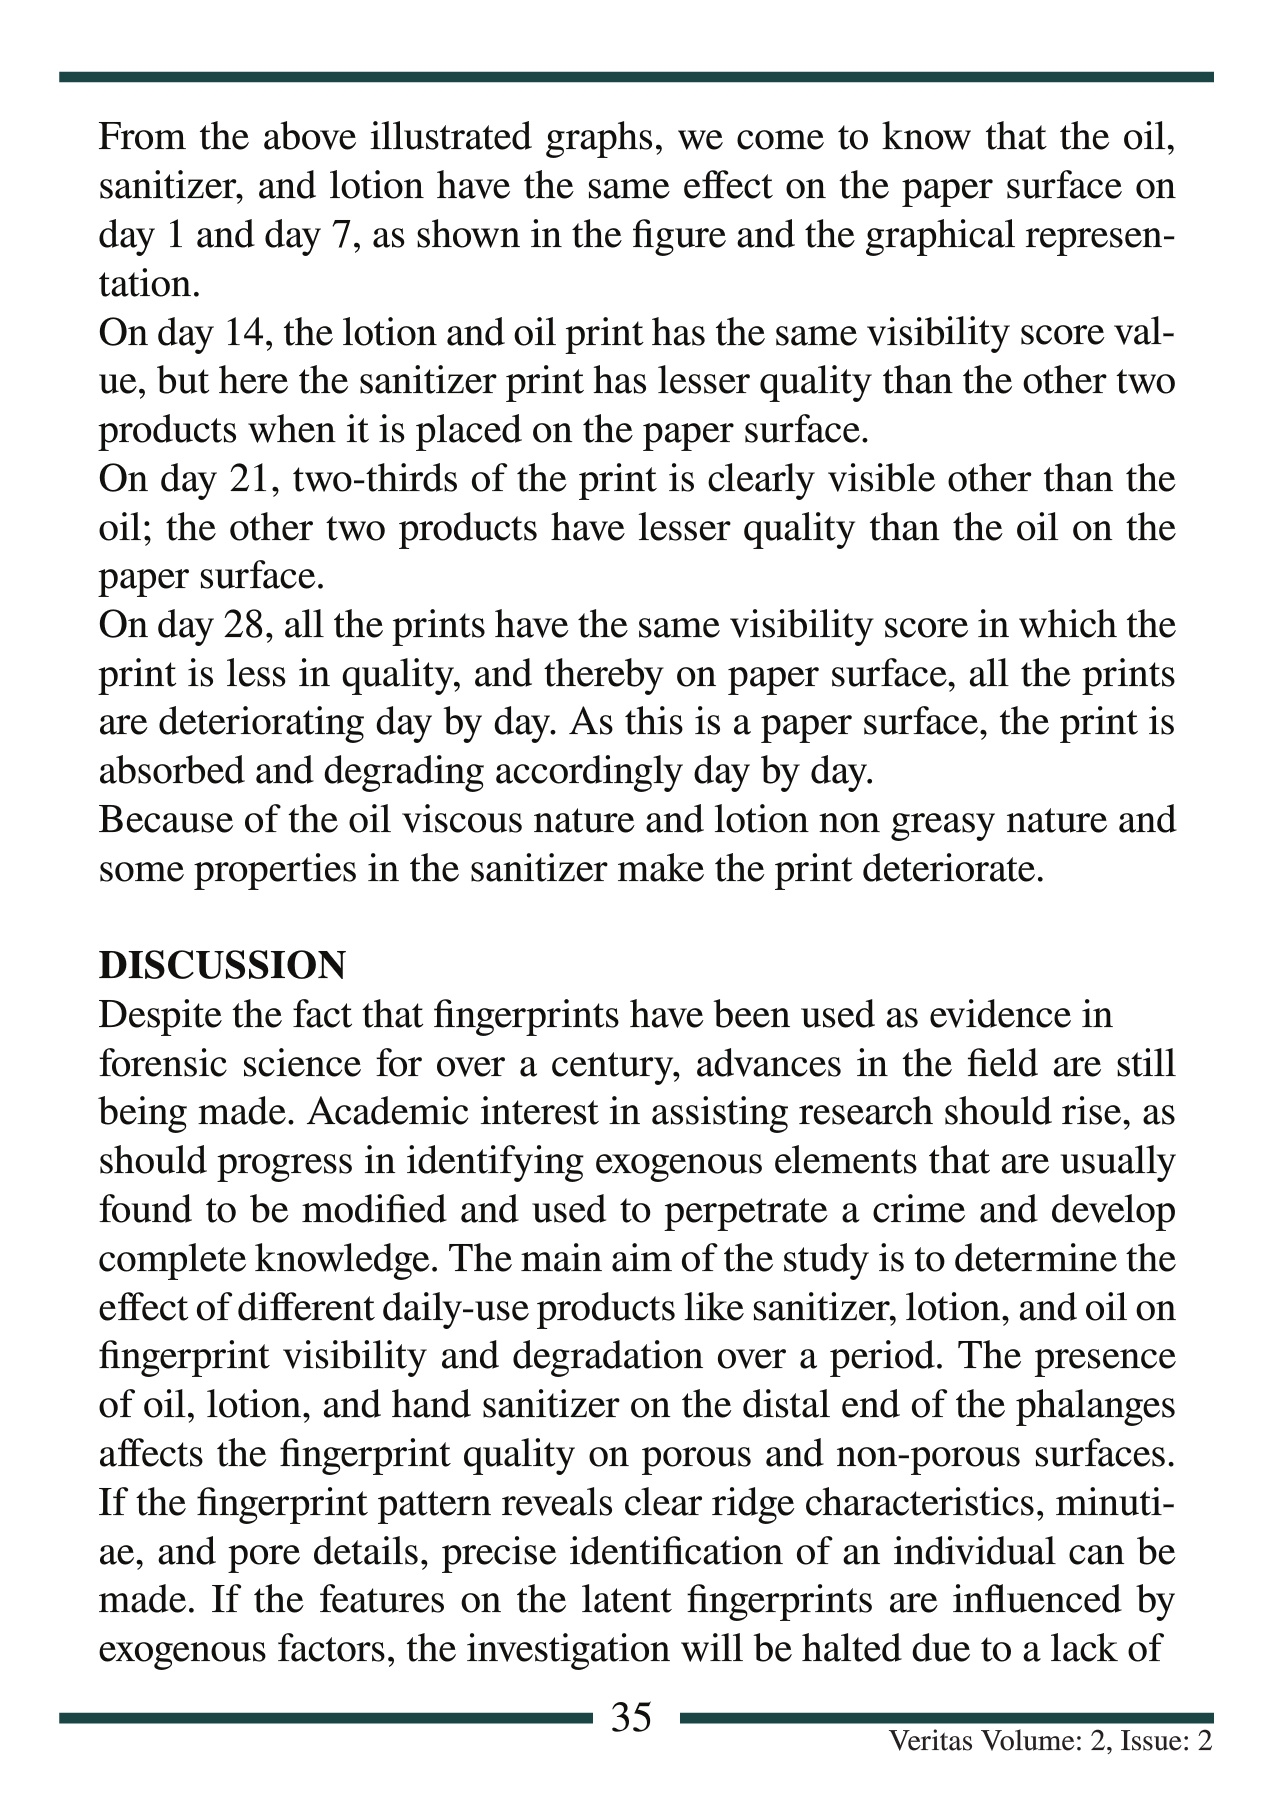 From the above illustrated graphs, we come to know that the oil,
sanitizer, and lotion have the same effect on the paper surface on
day 1 and day 7, as shown in the figure and the graphical represen-
tation.
On day 14, the lotion and oil print has the same visibility score val-
ue, but here the sanitizer print has lesser quality than the other two
products when it is placed on the paper surface.
On day 21, two-thirds of the print is clearly visible other than the
oil; the other two products have lesser quality than the oil on the
paper surface.
On day 28, all the prints have the same visibility score in which the
print is less in quality, and thereby on paper surface, all the prints
are deteriorating day by day. As this is a paper surface, the print is
absorbed and degrading accordingly day by day.
Because of the oil viscous nature and lotion non greasy nature and
some properties in the sanitizer make the print deteriorate.
DISCUSSION
Despite the fact that fingerprints have been used as evidence in
forensic science for over a century, advances in the field are still
being made. Academic interest in assisting research should rise, as
should progress in identifying exogenous elements that are usually
found to be modified and used to perpetrate a crime and develop
complete knowledge. The main aim of the study is to determine the
effect of different daily-use products like sanitizer, lotion, and oil on
fingerprint visibility and degradation over a period. The presence
of oil, lotion, and hand sanitizer on the distal end of the phalanges
affects the fingerprint quality on porous and non-porous surfaces.
If the fingerprint pattern reveals clear ridge characteristics, minuti-
ae, and pore details, precise identification of an individual can be
made. If the features on the latent fingerprints are influenced by
exogenous factors, the investigation will be halted due to a lack of
35
Veritas Volume: 2, Issue: 2